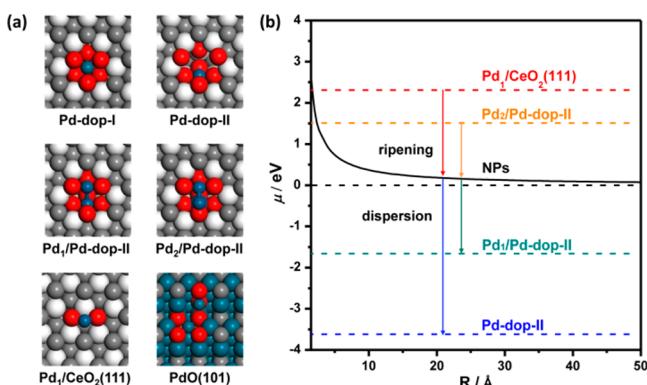 (a)
Pd-dop-I
Pd-dop-II
Pd₁/Pd-dop-II
Pd₂/Pd-dop-II
Pd₁/CeO₂(111)
PdO(101)
(b)
μ / eV
4
3
2
1
0
-1
-2
-3
-4
Pd₁/CeO₂(111)
Pd₂/Pd-dop-II
ripening
NPs
dispersion
Pd₁/Pd-dop-II
Pd-dop-II
10
20
30
40
50
R / Å